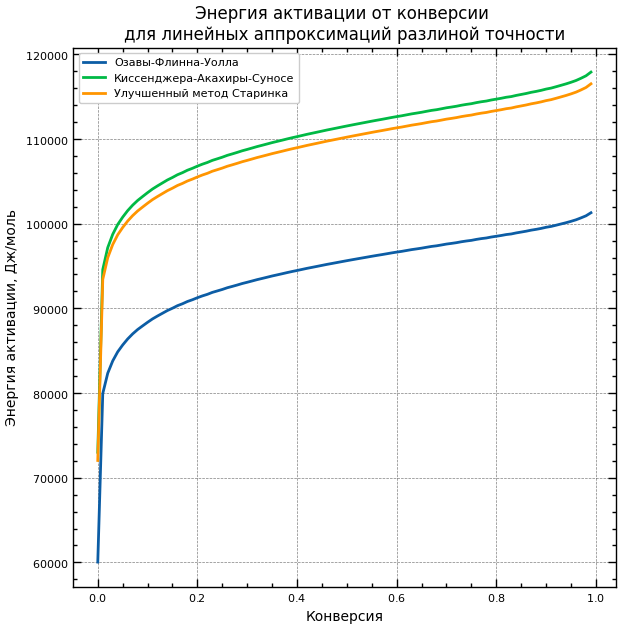 Энергия активации от конверсии
для линейных аппроксимаций разлиной точности
Озавы-Флинна-Уолла
Киссенджера-Акахиры-Суносе
Улучшенный метод Старинка
Энергия активации, Дж/моль
120000
110000
100000
90000
80000
70000
60000
0.0 0.2 0.4 0.6 0.8 1.0
Конверсия